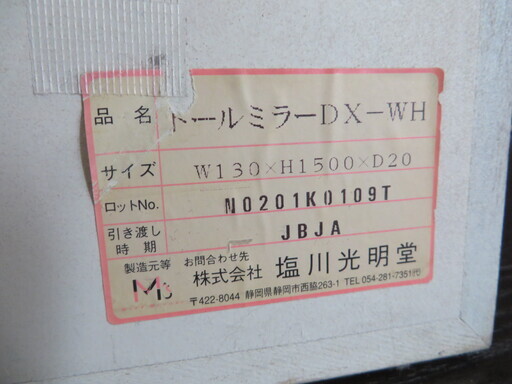 品名 トールミラーDX-WH
サイズ W130×H1500×D20
ロットNo. N0201K0109T
引き渡し時期 JBJA
製造元等 お問合わせ先
M's 株式会社 塩川光明堂
〒422-8044 静岡県静岡市西脇263-1 TEL 054-281-7351㈹